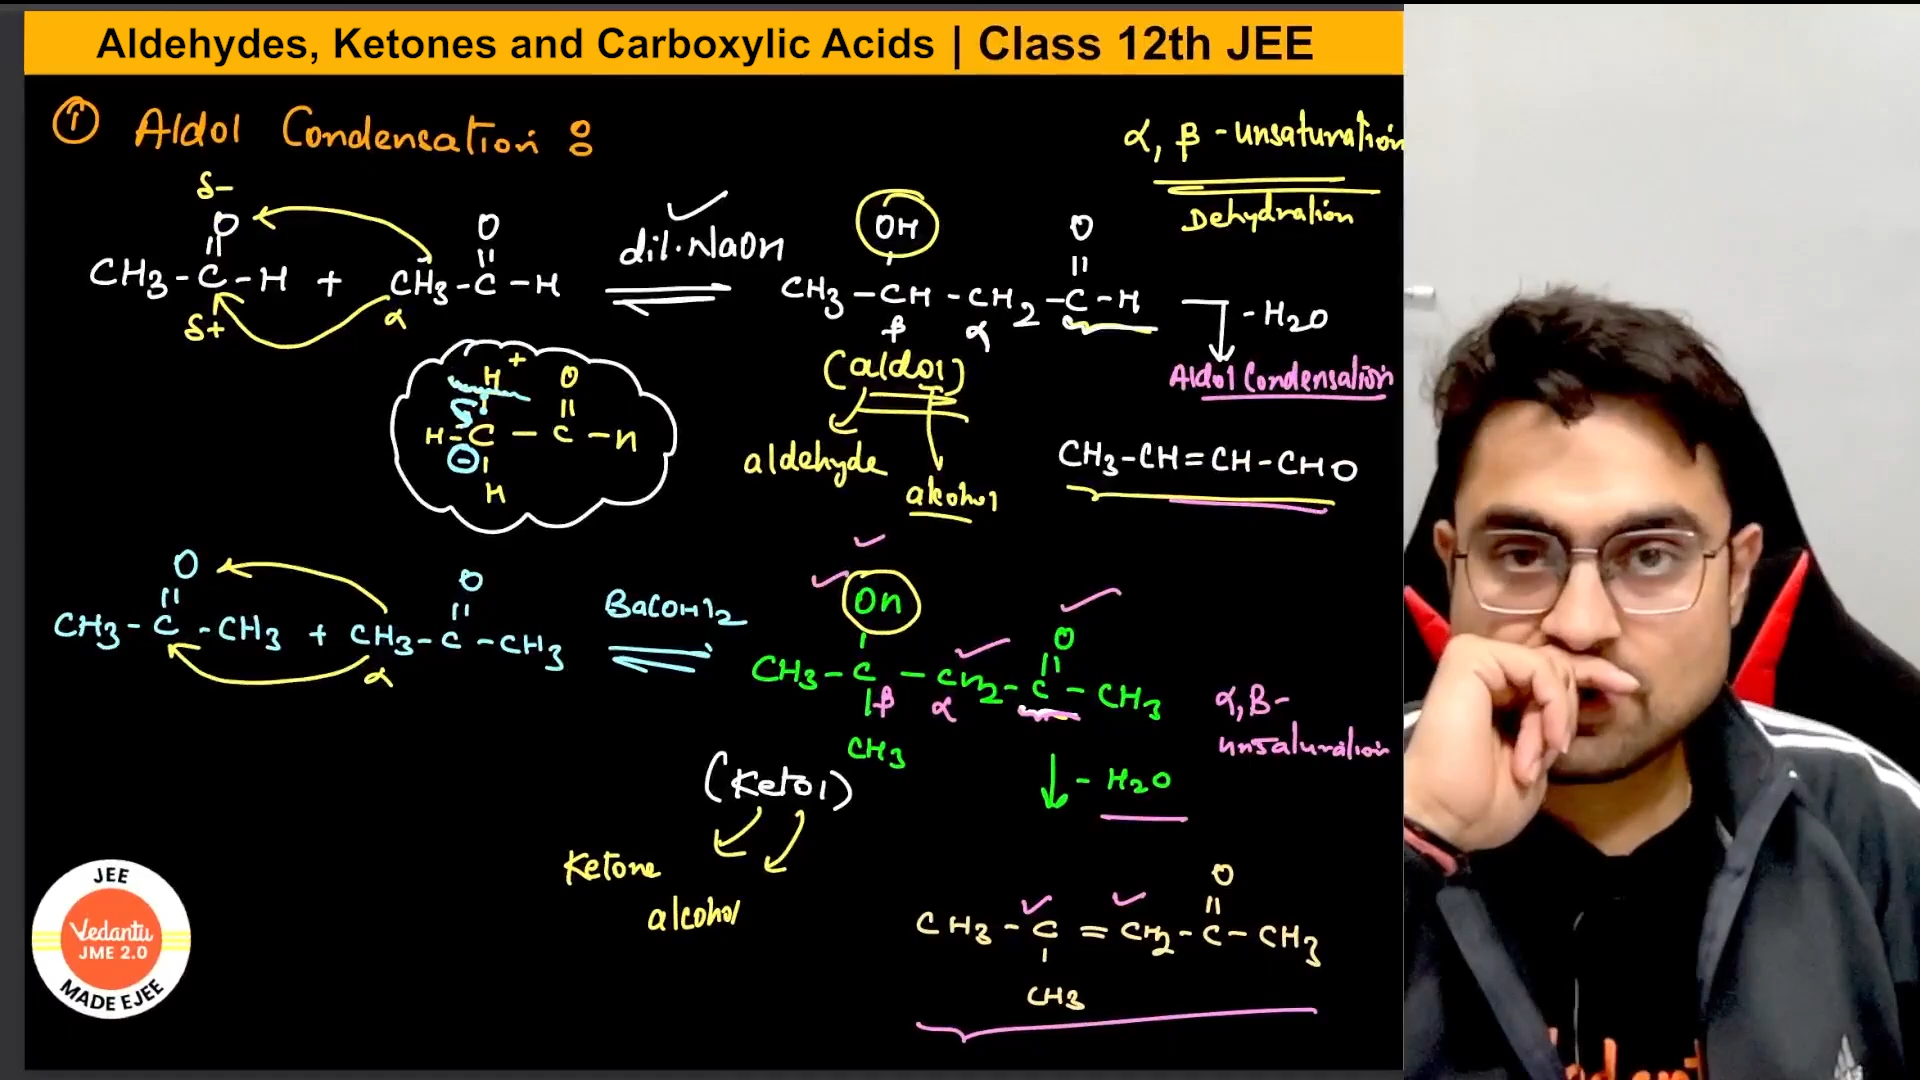 Aldehydes, Ketones and Carboxylic Acids | Class 12th JEE
① Aldol Condensation :
α, β - unsaturation
Dehydration
δ-
O
CH3 - C - H + CH3 - C - H
O
δ+
α
dil. NaOH
OH
O
CH3 - CH - CH2 - C - H
β α
- H2O
(aldol)
Aldol Condensation
aldehyde
alcohol
CH3-CH=CH-CHO
H +
O
H - C - C - H
⊖
H
O
O
CH3 - C - CH3 + CH3 - C - CH3
α
Ba(OH)2
OH
O
CH3 - C - CH2 - C - CH3
β α
CH3
α, β -
unsaturation
(Ketol)
- H2O
Ketone
alcohol
O
CH3 - C = CH2 - C - CH3
CH3
JEE
Vedantu
JME 2.0
MADE EJEE